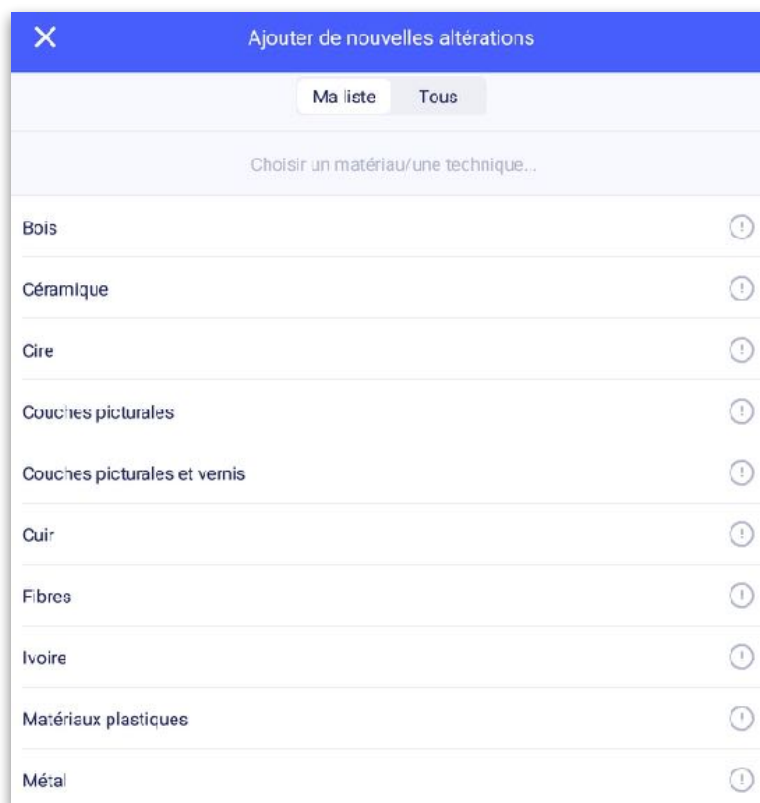 Ajouter de nouvelles altérations
Ma liste Tous
Choisir un matériau/une technique...
Bois
Céramique
Cire
Couches picturales
Couches picturales et vernis
Cuir
Fibres
Ivoire
Matériaux plastiques
Métal